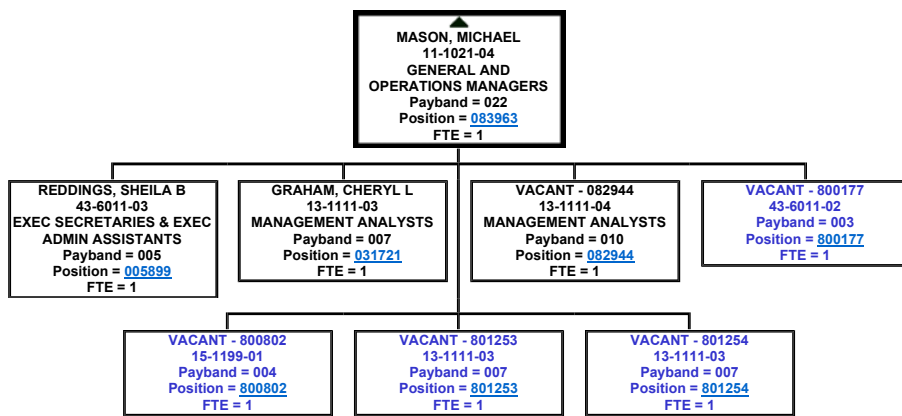 MASON, MICHAEL
11-1021-04
GENERAL AND
OPERATIONS MANAGERS
Payband = 022
Position = 083963
FTE = 1
REDDINGS, SHEILA B
43-6011-03
EXEC SECRETARIES & EXEC
ADMIN ASSISTANTS
Payband = 005
Position = 005899
FTE = 1
GRAHAM, CHERYL L
13-1111-03
MANAGEMENT ANALYSTS
Payband = 007
Position = 031721
FTE = 1
VACANT - 082944
13-1111-04
MANAGEMENT ANALYSTS
Payband = 010
Position = 082944
FTE = 1
VACANT - 800177
43-6011-02
Payband = 003
Position = 800177
FTE = 1
VACANT - 800802
15-1199-01
Payband = 004
Position = 800802
FTE = 1
VACANT - 801253
13-1111-03
Payband = 007
Position = 801253
FTE = 1
VACANT - 801254
13-1111-03
Payband = 007
Position = 801254
FTE = 1